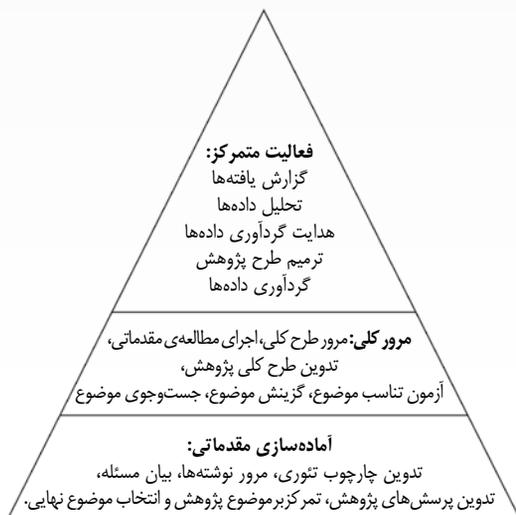 فعالیت متمرکز:
گزارش یافته‌ها
تحلیل داده‌ها
هدایت گردآوری داده‌ها
ترمیم طرح پژوهش
گردآوری داده‌ها
مرور کلی: مرور طرح کلی، اجرای مطالعه‌ی مقدماتی،
تدوین طرح کلی پژوهش،
آزمون تناسب موضوع، گزینش موضوع، جست‌وجوی موضوع
آماده‌سازی مقدماتی:
تدوین چارچوب تئوری، مرور نوشته‌ها، بیان مسئله،
تدوین پرسش‌های پژوهش، تمرکز بر موضوع پژوهش و انتخاب موضوع نهایی.